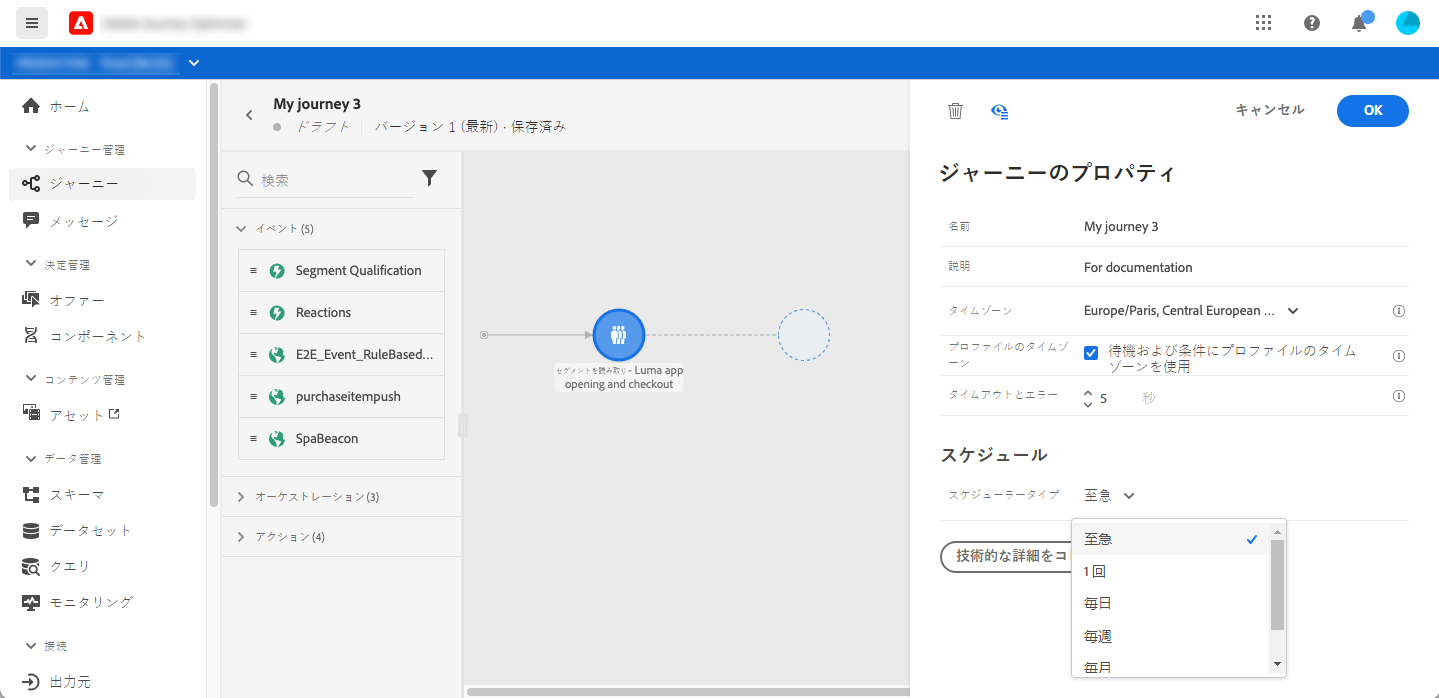 ホーム
ジャーニー管理
ジャーニー
メッセージ
決定管理
オファー
コンポーネント
コンテンツ管理
アセット
データ管理
スキーマ
データセット
クエリ
モニタリング
接続
出力元
My journey 3
ドラフト
バージョン 1 (最新) · 保存済み
検索
イベント (5)
Segment Qualification
Reactions
E2E_Event_RuleBased...
purchaseitempush
SpaBeacon
オーケストレーション (3)
アクション (4)
セグメントを読み取り - Luma app
opening and checkout
キャンセル
OK
ジャーニーのプロパティ
名前
My journey 3
説明
For documentation
タイムゾーン
Europe/Paris, Central European ...
プロファイルのタイムゾ
ーン
待機および条件にプロファイルのタイム
ゾーンを使用
タイムアウトとエラー
5 秒
スケジュール
スケジューラータイプ
至急
技術的な詳細をコ
至急
1 回
毎日
毎週
毎月